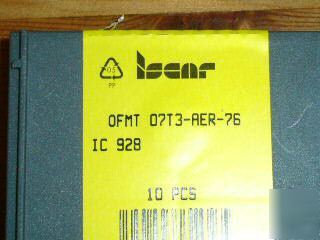 05
PP
Iscar
OFMT 07T3-AER-76
IC 928
10 PCS